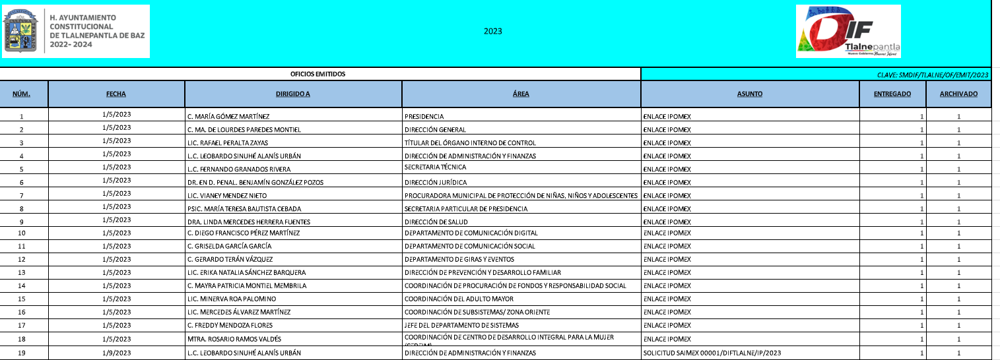 H. AYUNTAMIENTO
CONSTITUCIONAL
DE TLALNEPANTLA DE BAZ
2022- 2024
2023
DIF
Tlalnepantla
OFICIOS EMITIDOS CLAVE: SMDIF/TLALNE/OF/EMIT/2023
NÚM. FECHA DIRIGIDO A ÁREA ASUNTO ENTREGADO ARCHIVADO
1 1/5/2023 C. MARÍA GÓMEZ MARTÍNEZ PRESIDENCIA ENLACE IPOMEX 1 1
2 1/5/2023 C. MA. DE LOURDES PAREDES MONTIEL DIRECCIÓN GENERAL ENLACE IPOMEX 1 1
3 1/5/2023 LIC. RAFAEL PERALTA ZAYAS TÍTULAR DEL ÓRGANO INTERNO DE CONTROL ENLACE IPOMEX 1 1
4 1/5/2023 L.C. LEOBARDO SINUHÉ ALANÍS URBÁN DIRECCIÓN DE ADMINISTRACIÓN Y FINANZAS ENLACE IPOMEX 1 1
5 1/5/2023 L.C. FERNANDO GRANADOS RIVERA SECRETARIA TÉCNICA ENLACE IPOMEX 1 1
6 1/5/2023 DR. EN D. PENAL. BENJAMÍN GONZÁLEZ POZOS DIRECCIÓN JURÍDICA ENLACE IPOMEX 1 1
7 1/5/2023 LIC. VIANEY MENDEZ NIETO PROCURADORA MUNICIPAL DE PROTECCIÓN DE NIÑAS, NIÑOS Y ADOLESCENTES ENLACE IPOMEX 1 1
8 1/5/2023 PSIC. MARÍA TERESA BAUTISTA CEBADA SECRETARIA PARTICULAR DE PRESIDENCIA ENLACE IPOMEX 1 1
9 1/5/2023 DRA. LINDA MERCEDES HERRERA FUENTES DIRECCIÓN DE SALUD ENLACE IPOMEX 1 1
10 1/5/2023 C. DIEGO FRANCISCO PÉREZ MARTÍNEZ DEPARTAMENTO DE COMUNICACIÓN DIGITAL ENLACE IPOMEX 1 1
11 1/5/2023 C. GRISELDA GARCÍA GARCÍA DEPARTAMENTO DE COMUNICACIÓN SOCIAL ENLACE IPOMEX 1 1
12 1/5/2023 C. GERARDO TERÁN VÁZQUEZ DEPARTAMENTO DE GIRAS Y EVENTOS ENLACE IPOMEX 1 1
13 1/5/2023 LIC. ERIKA NATALIA SÁNCHEZ BARQUERA DIRECCIÓN DE PREVENCIÓN Y DESARROLLO FAMILIAR ENLACE IPOMEX 1 1
14 1/5/2023 C. MAYRA PATRICIA MONTIEL MEMBRILA COORDINACIÓN DE PROCURACIÓN DE FONDOS Y RESPONSABILIDAD SOCIAL ENLACE IPOMEX 1 1
15 1/5/2023 LIC. MINERVA ROA PALOMINO COORDINACIÓN DEL ADULTO MAYOR ENLACE IPOMEX 1 1
16 1/5/2023 LIC. MERCEDES ÁLVAREZ MARTÍNEZ COORDINACIÓN DE SUBSISTEMAS/ ZONA ORIENTE ENLACE IPOMEX 1 1
17 1/5/2023 C. FREDDY MENDOZA FLORES JEFE DEL DEPARTAMENTO DE SISTEMAS ENLACE IPOMEX 1 1
18 1/5/2023 MTRA. ROSARIO RAMOS VALDÉS COORDINACIÓN DE CENTRO DE DESARROLLO INTEGRAL PARA LA MUJER ENLACE IPOMEX 1 1
19 1/9/2023 L.C. LEOBARDO SINUHÉ ALANÍS URBÁN DIRECCIÓN DE ADMINISTRACIÓN Y FINANZAS SOLICITUD SAIMEX 00001/DIFTLALNE/IP/2023 1 1